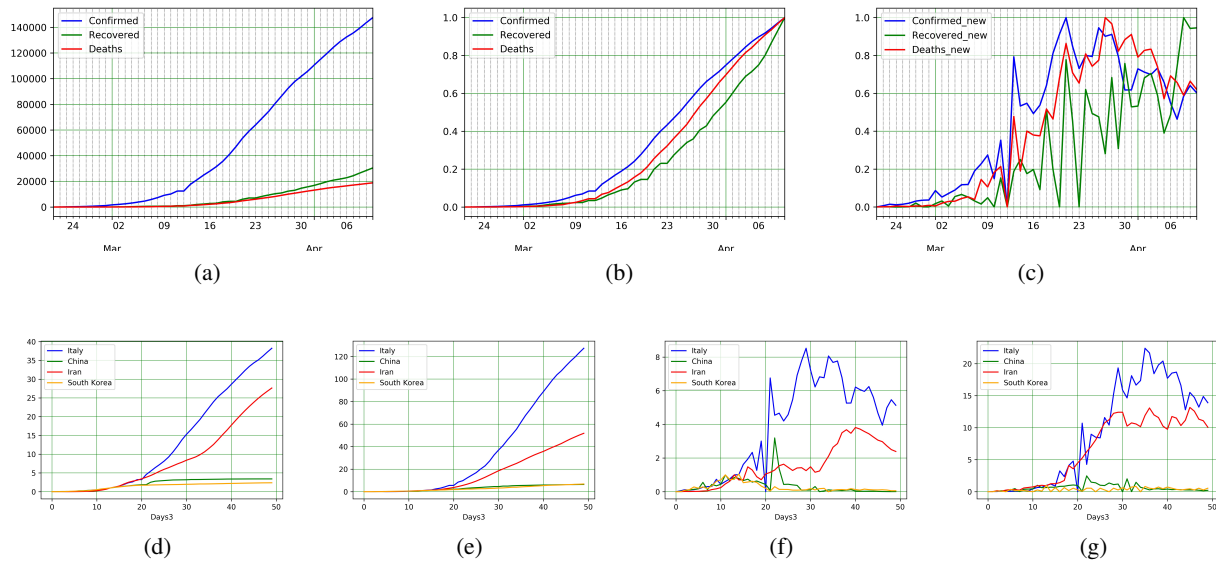 140000
120000
100000
80000
60000
40000
20000
0
Confirmed
Recovered
Deaths
24 02 09 16 23 30 06
Mar Apr
(a)
1.0
0.8
0.6
0.4
0.2
0.0
Confirmed
Recovered
Deaths
24 02 09 16 23 30 06
Mar Apr
(b)
1.0
0.8
0.6
0.4
0.2
0.0
Confirmed_new
Recovered_new
Deaths_new
24 02 09 16 23 30 06
Mar Apr
(c)
40
35
30
25
20
15
10
5
0
Italy
China
Iran
South Korea
0 10 20 30 40 50
Days3
(d)
120
100
80
60
40
20
0
Italy
China
Iran
South Korea
0 10 20 30 40 50
Days3
(e)
8
6
4
2
0
Italy
China
Iran
South Korea
0 10 20 30 40 50
Days3
(f)
20
15
10
5
0
Italy
China
Iran
South Korea
0 10 20 30 40 50
Days3
(g)